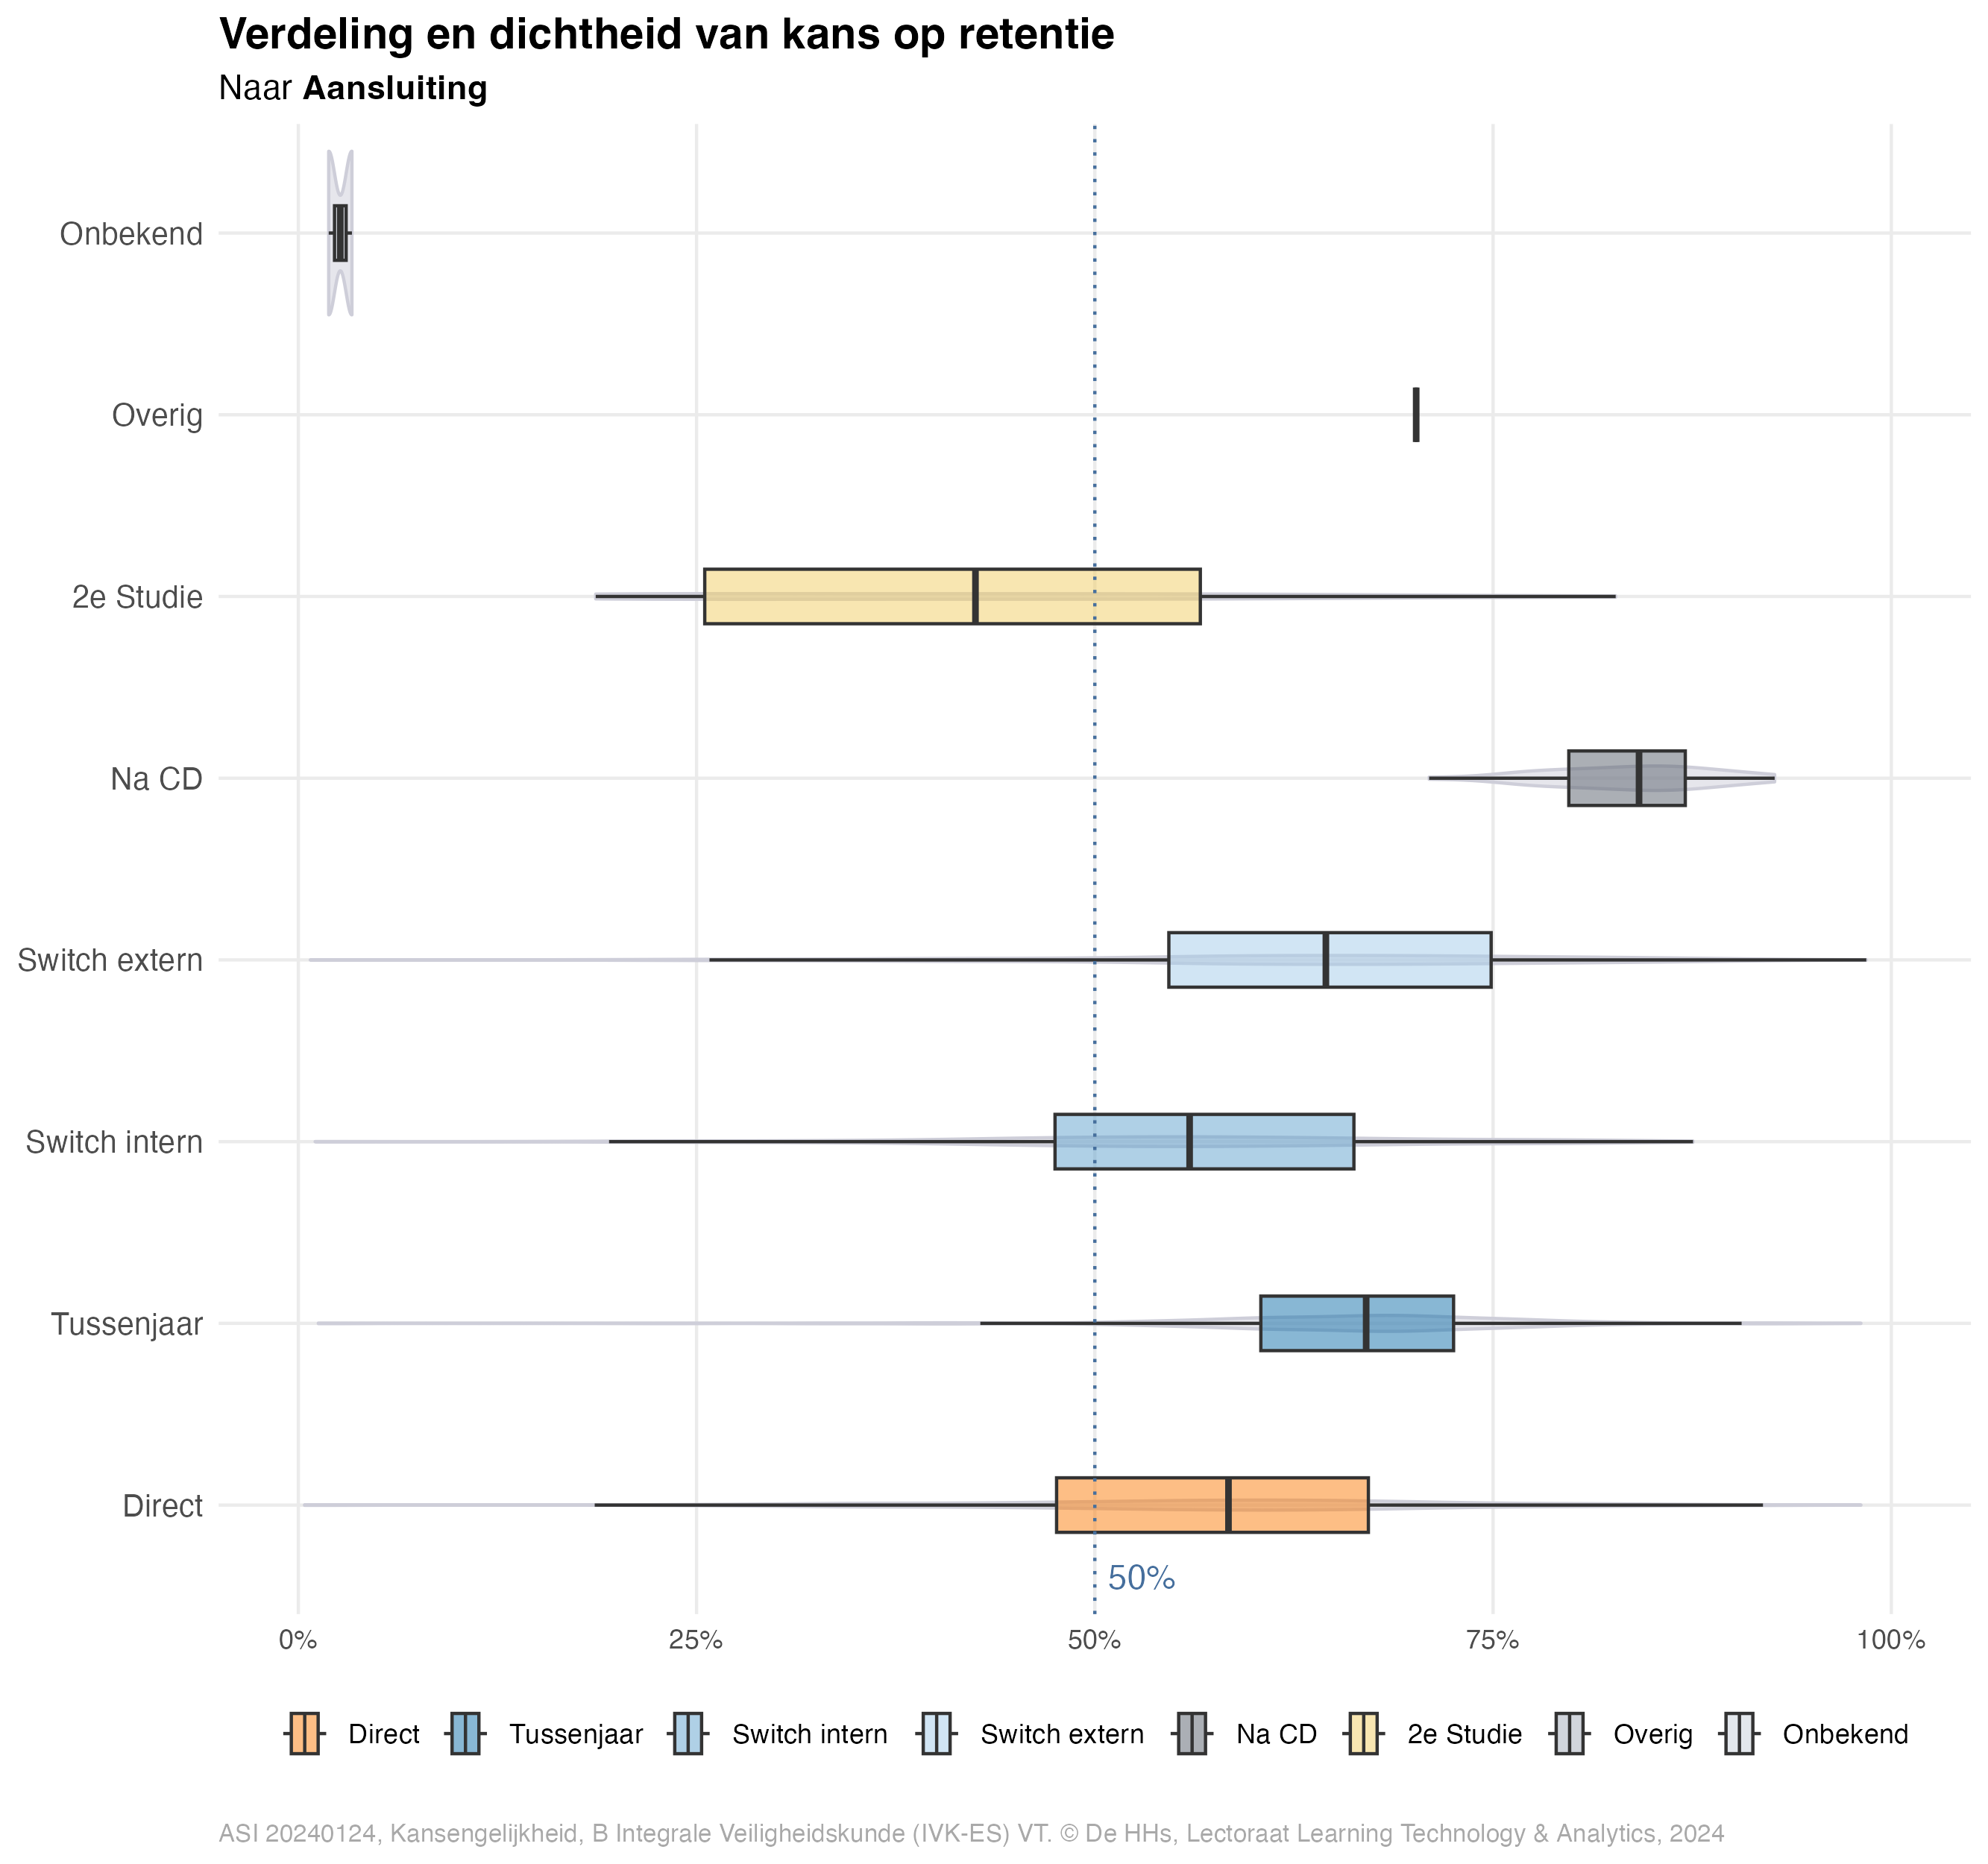 Verdeling en dichtheid van kans op retentie
Naar Aansluiting
Onbekend
Overig
2e Studie
Na CD
Switch extern
Switch intern
Tussenjaar
Direct
50%
0% 25% 50% 75% 100%
Direct Tussenjaar Switch intern Switch extern Na CD 2e Studie Overig Onbekend
ASI 20240124, Kansengelijkheid, B Integrale Veiligheidskunde (IVK-ES) VT. © De HHs, Lectoraat Learning Technology & Analytics, 2024